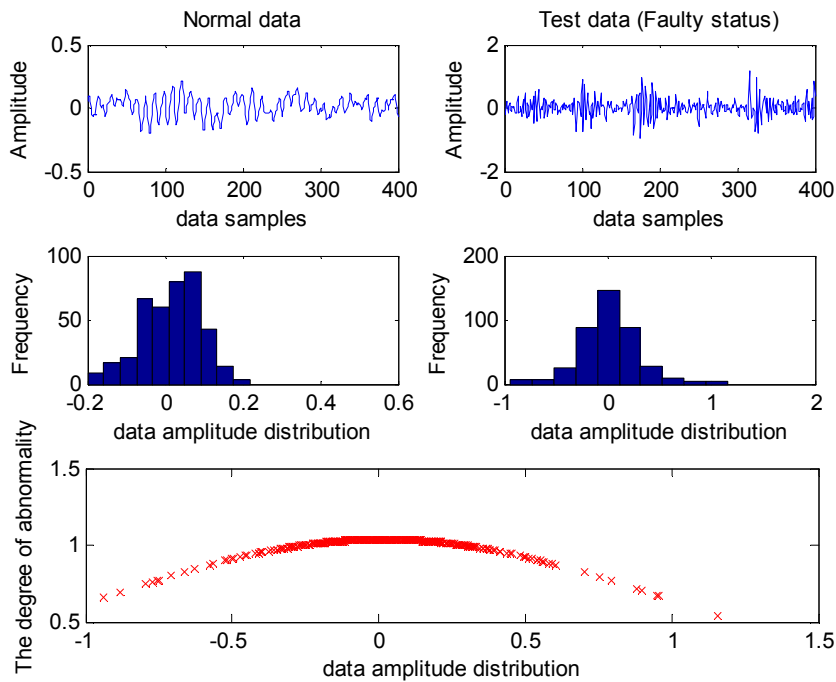 Normal data
Test data (Faulty status)
0.5
0
-0.5
Amplitude
0 100 200 300 400
data samples
2
0
-2
Amplitude
0 100 200 300 400
data samples
100
50
0
Frequency
-0.2 0 0.2 0.4 0.6
data amplitude distribution
200
100
0
Frequency
-1 0 1 2
data amplitude distribution
1.5
1
0.5
The degree of abnormality
-1 -0.5 0 0.5 1 1.5
data amplitude distribution